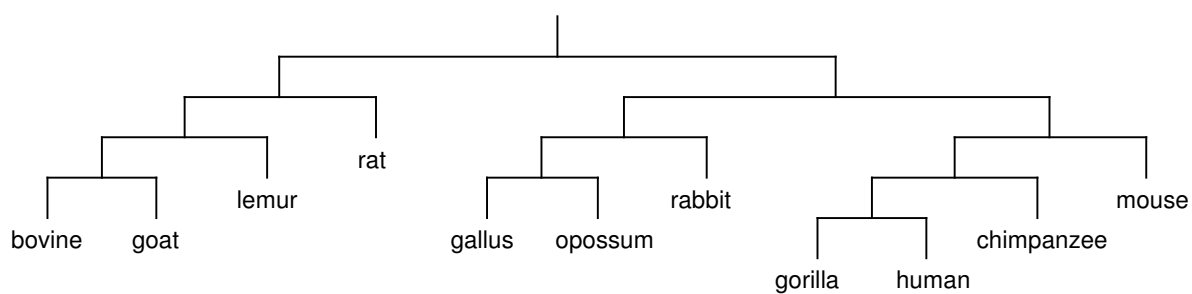 rat
lemur
rabbit
mouse
bovine
goat
gallus
opossum
chimpanzee
gorilla
human